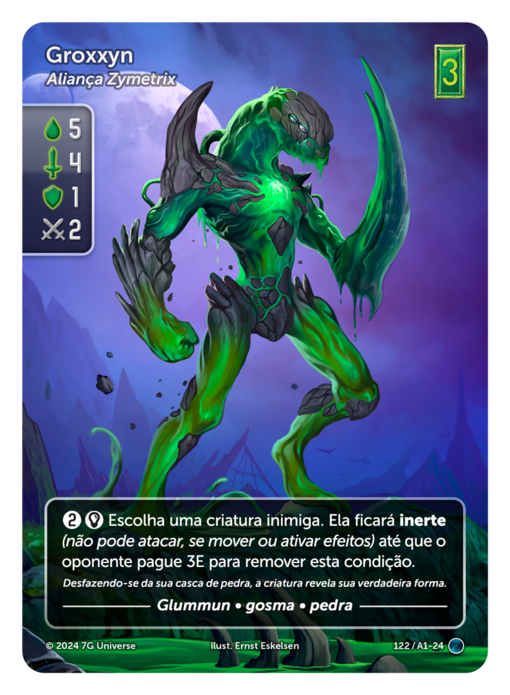 Groxxyn
Aliança Zymetrix
3
5
4
1
2
2 Escolha uma criatura inimiga. Ela ficará inerte
(não pode atacar, se mover ou ativar efeitos) até que o
oponente pague 3E para remover esta condição.
Desfazendo-se da sua casca de pedra, a criatura revela sua verdadeira forma.
Glummun • gosma • pedra
© 2024 7G Universe
Ilust. Ernst Eskelsen
122 / A1-24